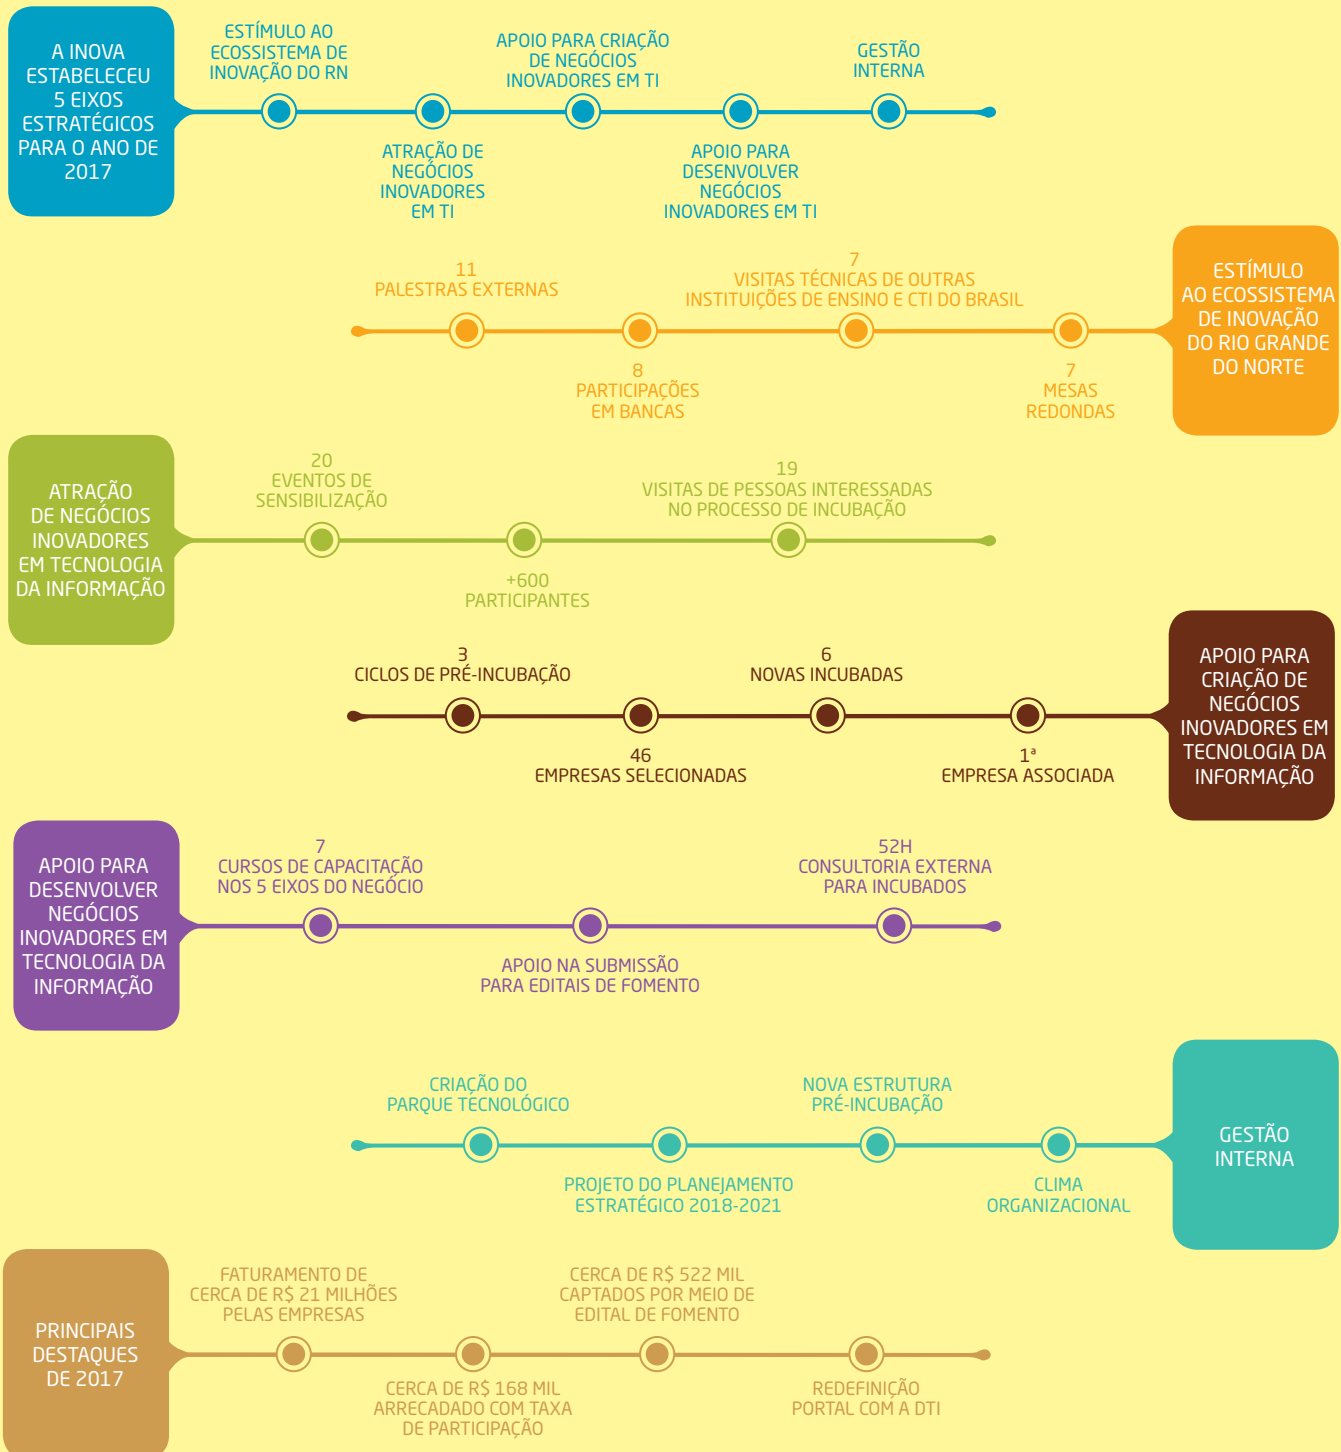 A INOVA
ESTABELECEU
5 EIXOS
ESTRATÉGICOS
PARA O ANO DE
2017
ESTÍMULO AO
ECOSSISTEMA DE
INOVAÇÃO DO RN
ATRAÇÃO DE
NEGÓCIOS
INOVADORES
EM TI
APOIO PARA CRIAÇÃO
DE NEGÓCIOS
INOVADORES EM TI
APOIO PARA
DESENVOLVER
NEGÓCIOS
INOVADORES EM TI
GESTÃO
INTERNA
11
PALESTRAS EXTERNAS
8
PARTICIPAÇÕES
EM BANCAS
7
VISITAS TÉCNICAS DE OUTRAS
INSTITUIÇÕES DE ENSINO E CTI DO BRASIL
7
MESAS
REDONDAS
ESTÍMULO
AO ECOSSISTEMA
DE INOVAÇÃO
DO RIO GRANDE
DO NORTE
ATRAÇÃO
DE NEGÓCIOS
INOVADORES
EM TECNOLOGIA
DA INFORMAÇÃO
20
EVENTOS DE
SENSIBILIZAÇÃO
+600
PARTICIPANTES
19
VISITAS DE PESSOAS INTERESSADAS
NO PROCESSO DE INCUBAÇÃO
3
CICLOS DE PRÉ-INCUBAÇÃO
46
EMPRESAS SELECIONADAS
6
NOVAS INCUBADAS
1ª
EMPRESA ASSOCIADA
APOIO PARA
CRIAÇÃO DE
NEGÓCIOS
INOVADORES EM
TECNOLOGIA DA
INFORMAÇÃO
APOIO PARA
DESENVOLVER
NEGÓCIOS
INOVADORES EM
TECNOLOGIA DA
INFORMAÇÃO
7
CURSOS DE CAPACITAÇÃO
NOS 5 EIXOS DO NEGÓCIO
APOIO NA SUBMISSÃO
PARA EDITAIS DE FOMENTO
52H
CONSULTORIA EXTERNA
PARA INCUBADOS
CRIAÇÃO DO
PARQUE TECNOLÓGICO
PROJETO DO PLANEJAMENTO
ESTRATÉGICO 2018-2021
NOVA ESTRUTURA
PRÉ-INCUBAÇÃO
CLIMA
ORGANIZACIONAL
GESTÃO
INTERNA
PRINCIPAIS
DESTAQUES
DE 2017
FATURAMENTO DE
CERCA DE R$ 21 MILHÕES
PELAS EMPRESAS
CERCA DE R$ 168 MIL
ARRECADADO COM TAXA
DE PARTICIPAÇÃO
CERCA DE R$ 522 MIL
CAPTADOS POR MEIO DE
EDITAL DE FOMENTO
REDEFINIÇÃO
PORTAL COM A DTI